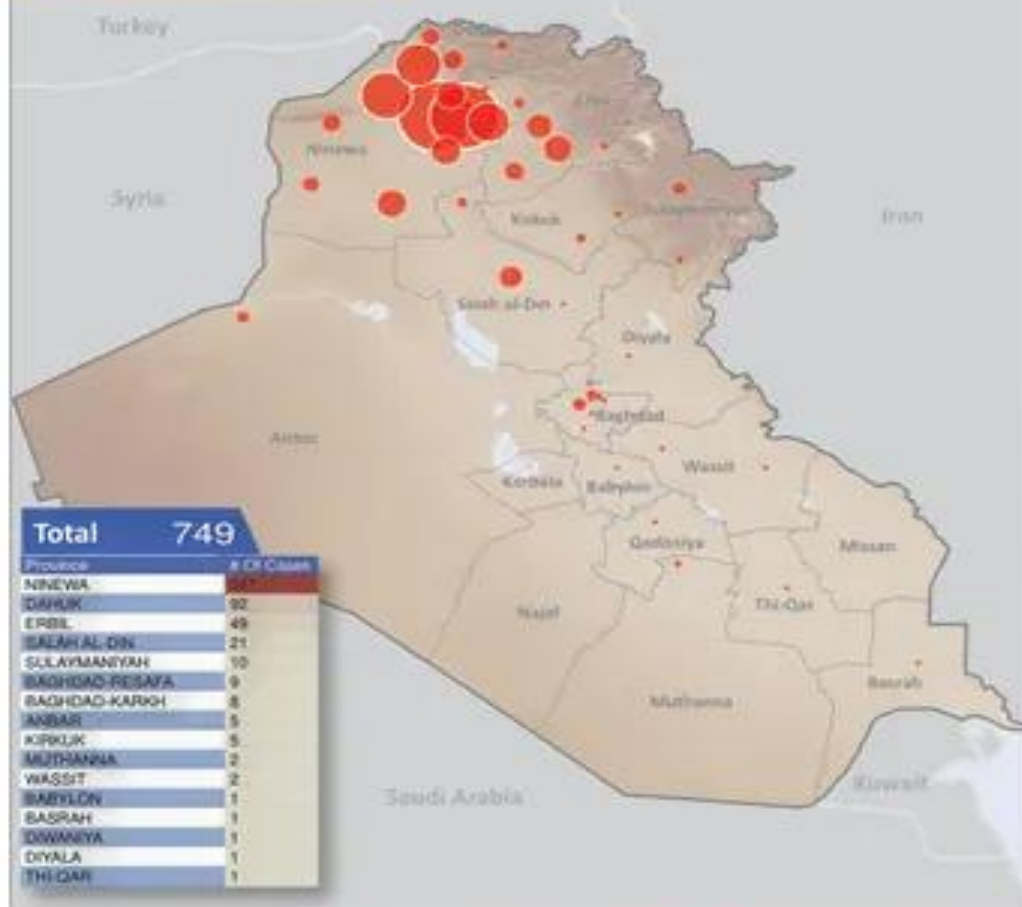 Turkey
Syria
Iran
Ninewa
Kirkuk
Salah al-Din
Diyala
Baghdad
Anbar
Wassit
Kerbala
Babylon
Qadissiya
Missan
Najaf
Thi-Qar
Basrah
Muthanna
Saudi Arabia
Kuwait
Total 749
Province # Of Cases
NINEWA
DAHUK 92
ERBIL 49
SALAH AL-DIN 21
SULAYMANIYAH 10
BAGHDAD-RESAFA 9
BAGHDAD-KARKH 8
ANBAR 5
KIRKUK 5
MUTHANNA 2
WASSIT 2
BABYLON 1
BASRAH 1
DIWANIYA 1
DIYALA 1
THI-QAR 1